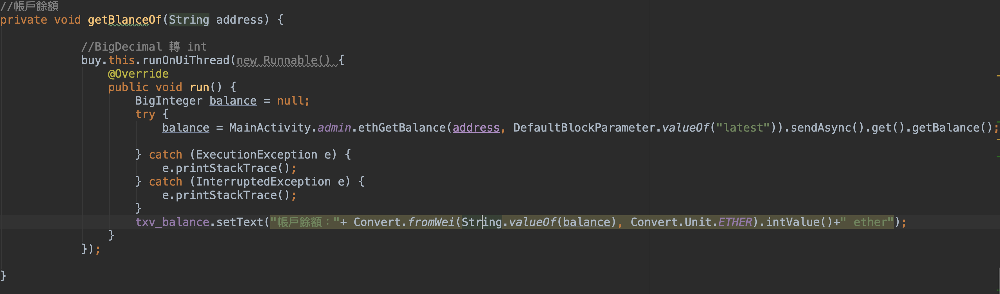 //帳戶餘額
private void getBlanceOf(String address) {
//BigDecimal 轉 int
buy.this.runOnUiThread(new Runnable() {
@Override
public void run() {
BigInteger balance = null;
try {
balance = MainActivity.admin.ethGetBalance(address, DefaultBlockParameter.valueOf("latest")).sendAsync().get().getBalance();
} catch (ExecutionException e) {
e.printStackTrace();
} catch (InterruptedException e) {
e.printStackTrace();
}
txv_balance.setText("帳戶餘額："+ Convert.fromWei(String.valueOf(balance), Convert.Unit.ETHER).intValue()+" ether");
}
});
}